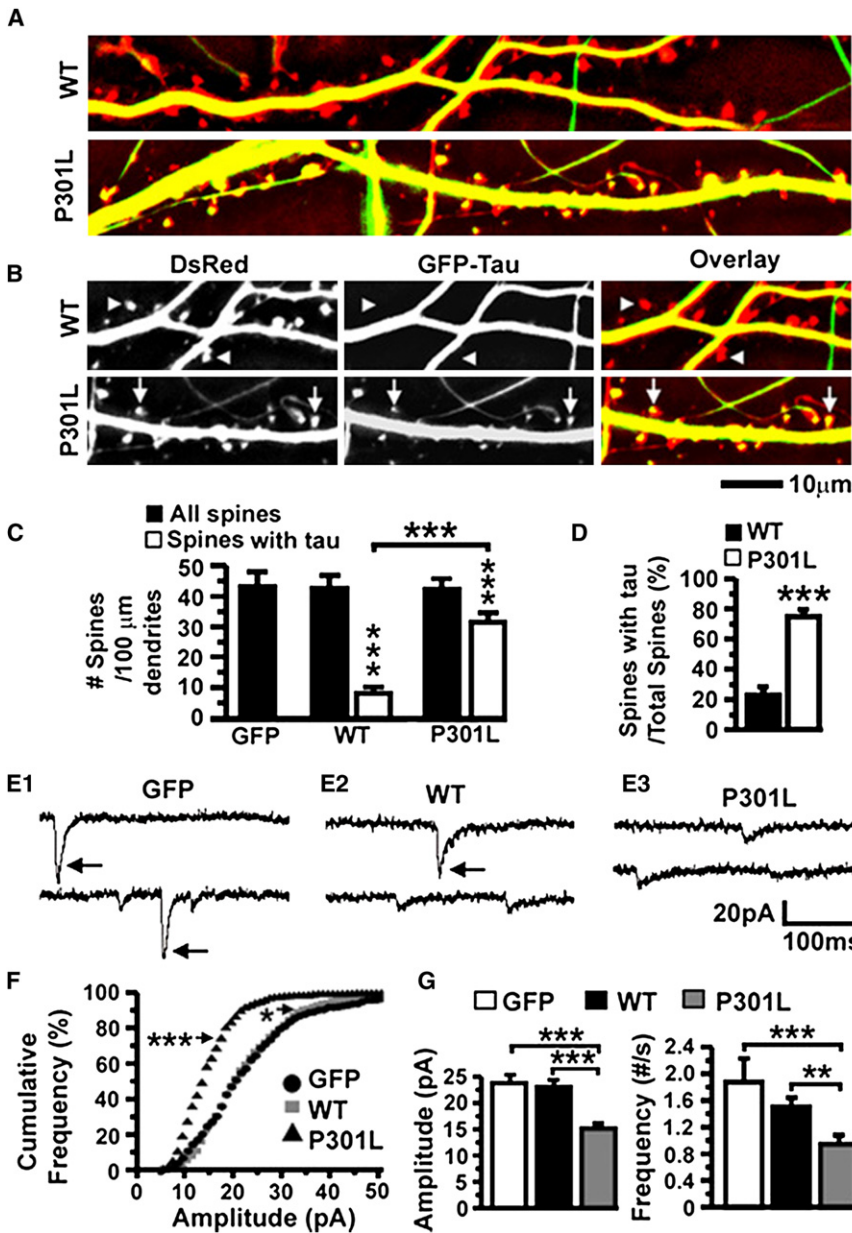 A
WT
P301L
B
DsRed GFP-Tau Overlay
WT
P301L
10μm
C
All spines
Spines with tau
***
# Spines
/100 μm
dendrites
50
40
30
20
10
0
***
***
GFP WT P301L
D
WT
P301L
Spines with tau
/Total Spines (%)
100
80
60
40
20
0
***
E1 GFP
E2 WT
E3 P301L
20pA
100ms
F
Cumulative
Frequency (%)
100
80
60
40
20
0
***
*
GFP
WT
P301L
0 10 20 30 40 50
Amplitude (pA)
G
GFP WT P301L
Amplitude (pA)
25
20
15
10
5
0
***
***
Frequency (#/s)
2.4
2.0
1.6
1.2
0.8
0.4
0
***
**